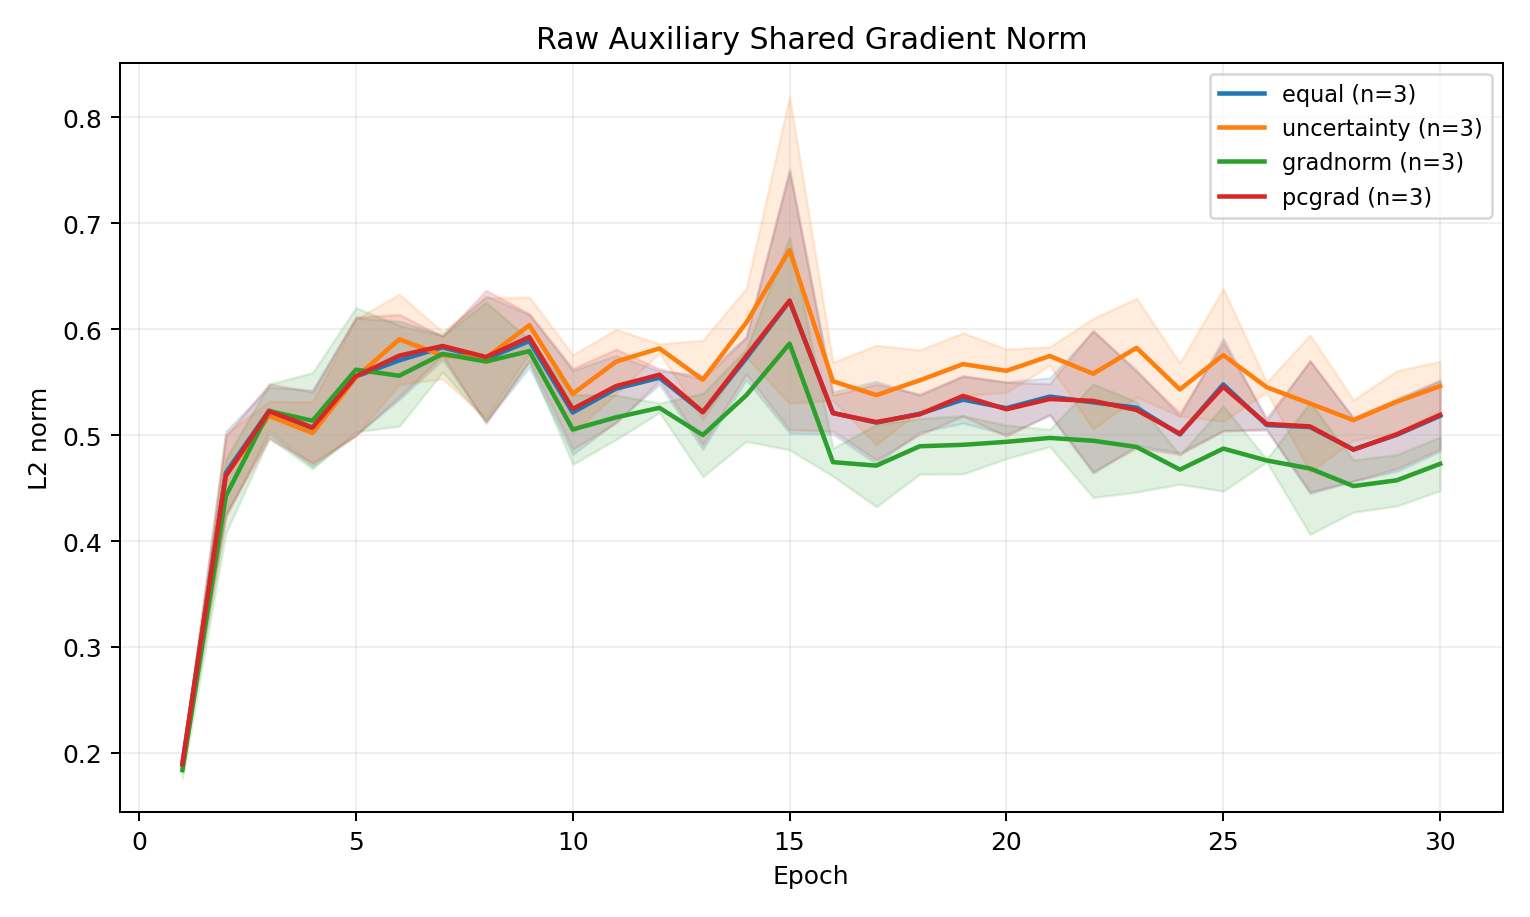 Raw Auxiliary Shared Gradient Norm
equal (n=3)
uncertainty (n=3)
gradnorm (n=3)
pcgrad (n=3)
L2 norm
0.8
0.7
0.6
0.5
0.4
0.3
0.2
0 5 10 15 20 25 30
Epoch